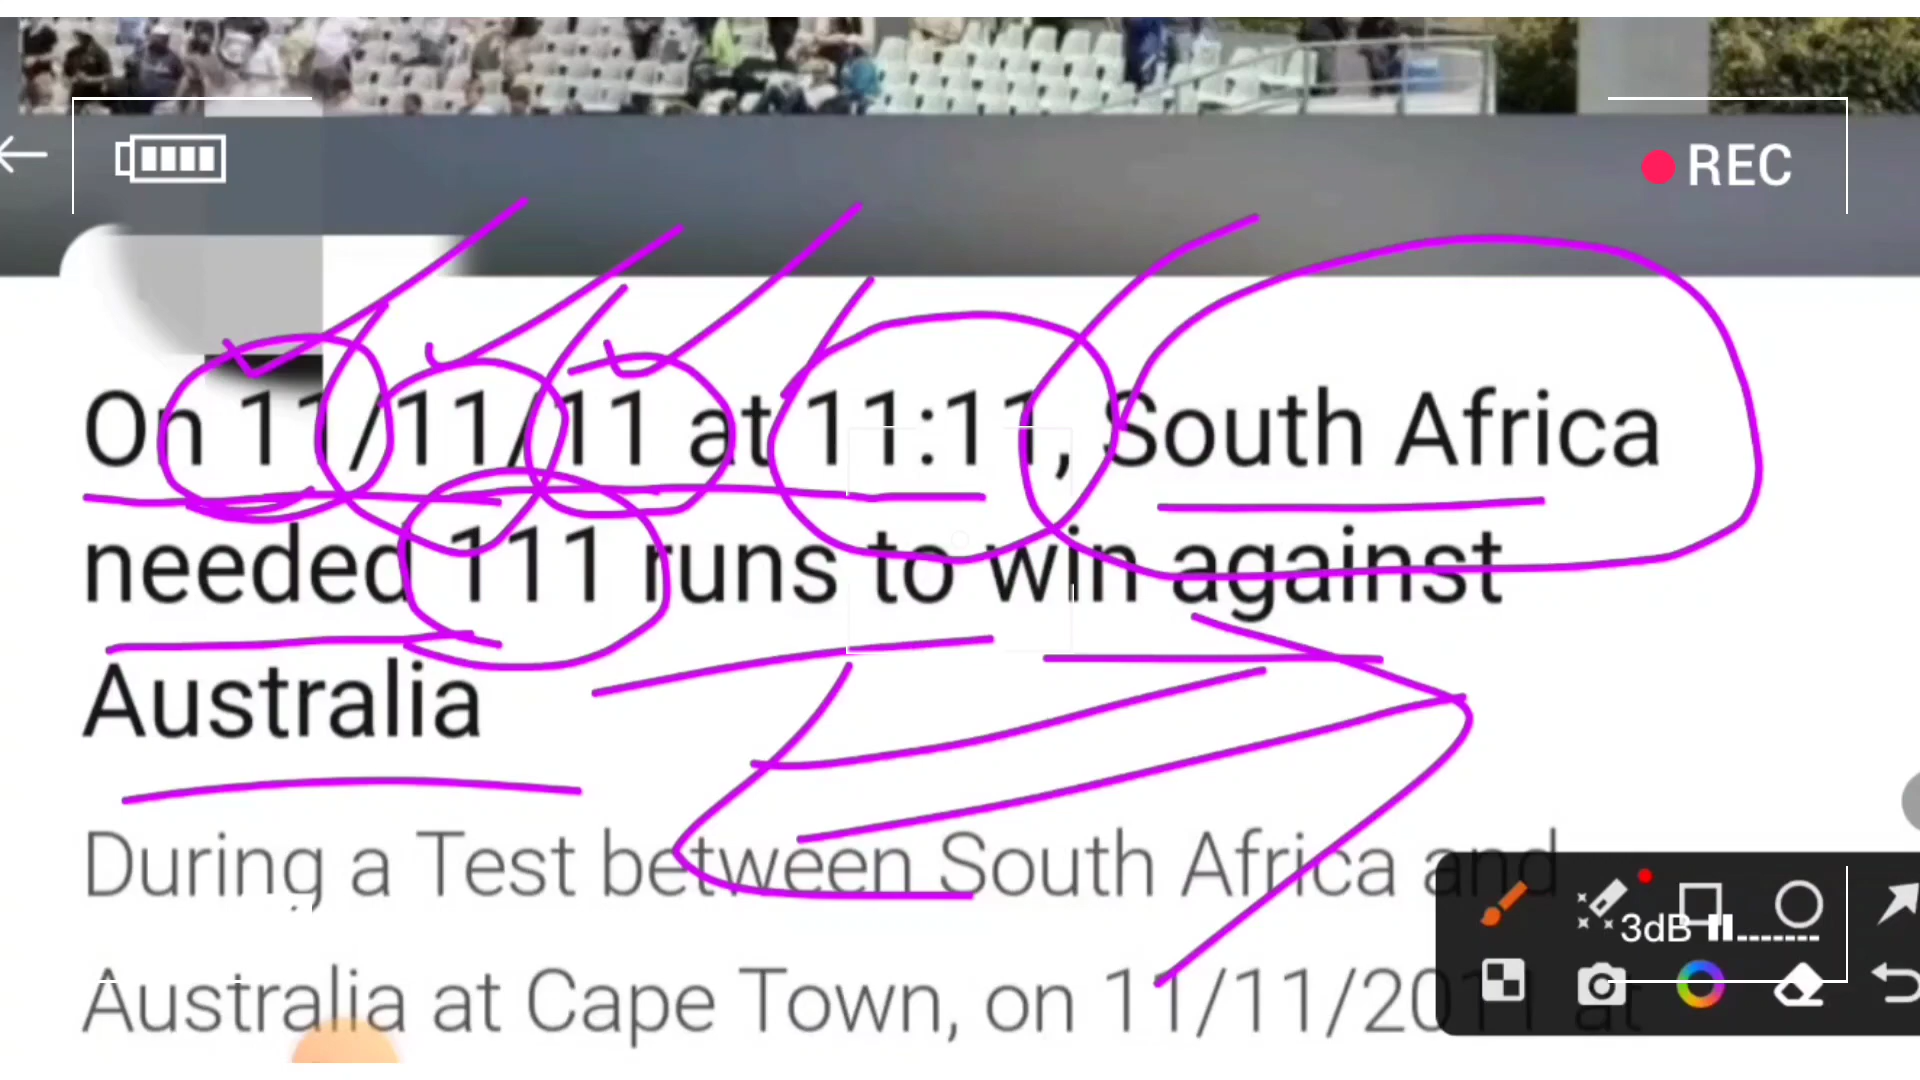 REC
On 11/11/11 at 11:11, South Africa
needed 111 runs to win against
Australia
During a Test between South Africa and
3dB
Australia at Cape Town, on 11/11/2011 at